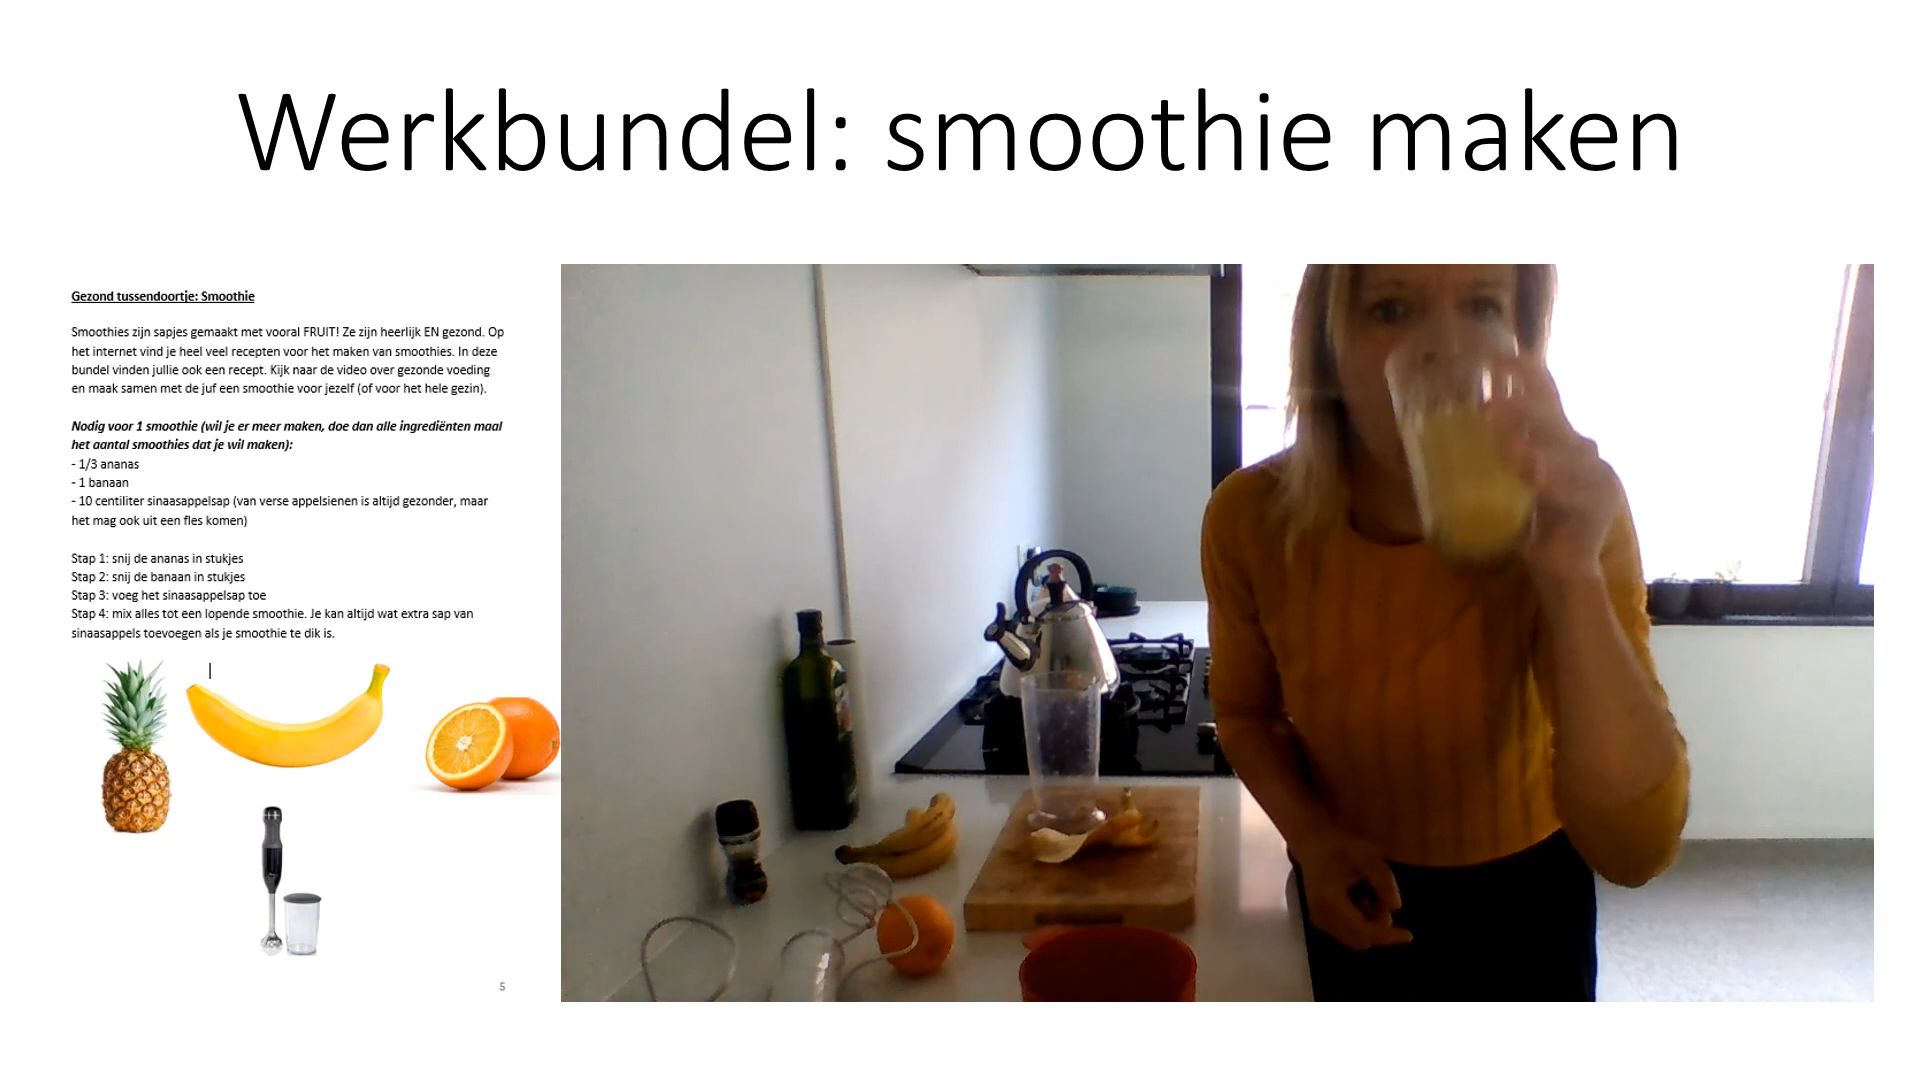 Werkbundel: smoothie maken
Gezond tussendoortje: Smoothie
Smoothies zijn sapjes gemaakt met vooral FRUIT! Ze zijn heerlijk EN gezond. Op
het internet vind je heel veel recepten voor het maken van smoothies. In deze
bundel vinden jullie ook een recept. Kijk naar de video over gezonde voeding
en maak samen met de juf een smoothie voor jezelf (of voor het hele gezin).
Nodig voor 1 smoothie (wil je er meer maken, doe dan alle ingrediënten maal
het aantal smoothies dat je wil maken):
- 1/3 ananas
- 1 banaan
- 10 centiliter sinaasappelsap (van verse appelsienen is altijd gezonder, maar
het mag ook uit een fles komen)
Stap 1: snij de ananas in stukjes
Stap 2: snij de banaan in stukjes
Stap 3: voeg het sinaasappelsap toe
Stap 4: mix alles tot een lopende smoothie. Je kan altijd wat extra sap van
sinaasappels toevoegen als je smoothie te dik is.
5